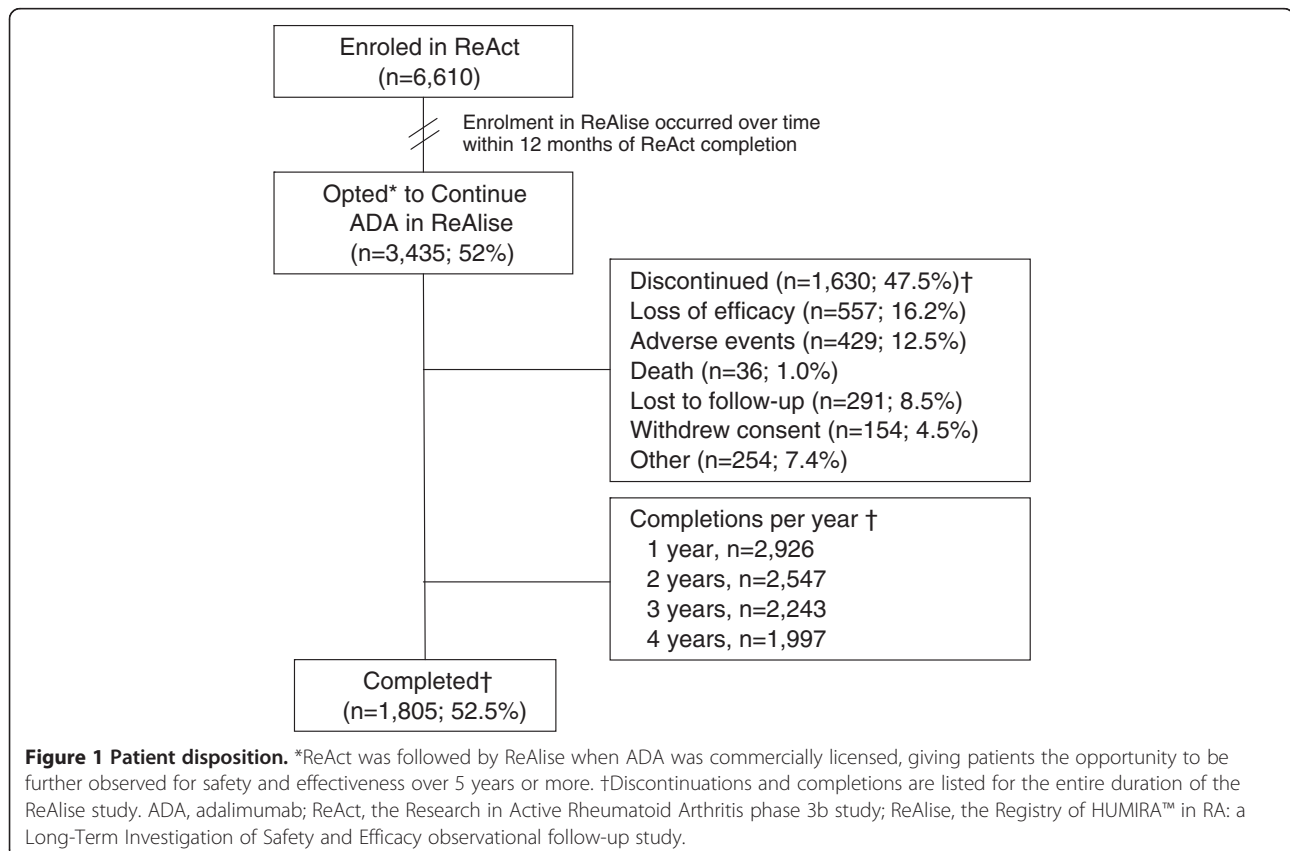 Enroled in ReAct
(n=6,610)
Enrolment in ReAlise occurred over time
within 12 months of ReAct completion
Opted* to Continue
ADA in ReAlise
(n=3,435; 52%)
Discontinued (n=1,630; 47.5%)†
Loss of efficacy (n=557; 16.2%)
Adverse events (n=429; 12.5%)
Death (n=36; 1.0%)
Lost to follow-up (n=291; 8.5%)
Withdrew consent (n=154; 4.5%)
Other (n=254; 7.4%)
Completions per year †
1 year, n=2,926
2 years, n=2,547
3 years, n=2,243
4 years, n=1,997
Completed†
(n=1,805; 52.5%)
Figure 1 Patient disposition. *ReAct was followed by ReAlise when ADA was commercially licensed, giving patients the opportunity to be
further observed for safety and effectiveness over 5 years or more. †Discontinuations and completions are listed for the entire duration of the
ReAlise study. ADA, adalimumab; ReAct, the Research in Active Rheumatoid Arthritis phase 3b study; ReAlise, the Registry of HUMIRA™ in RA: a
Long-Term Investigation of Safety and Efficacy observational follow-up study.